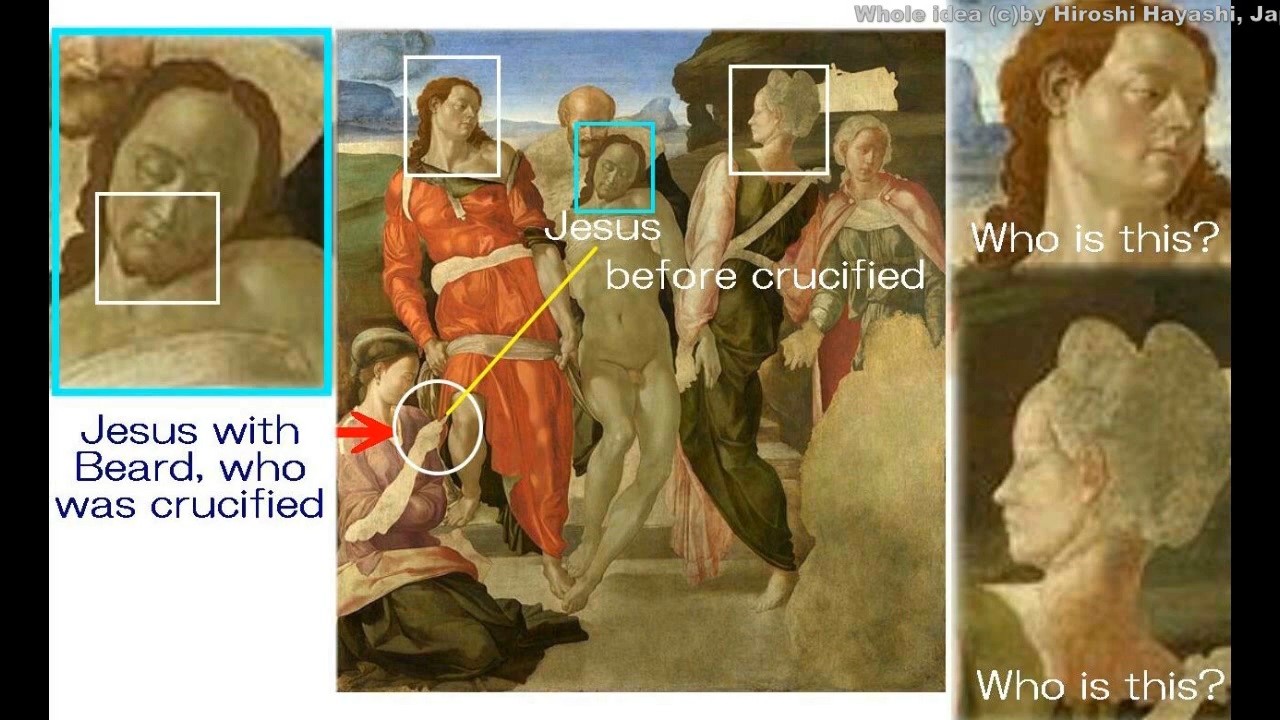 Whole idea (c)by Hiroshi Hayashi, Ja
Jesus
before crucified
Who is this?
Jesus with
Beard, who
was crucified
Who is this?